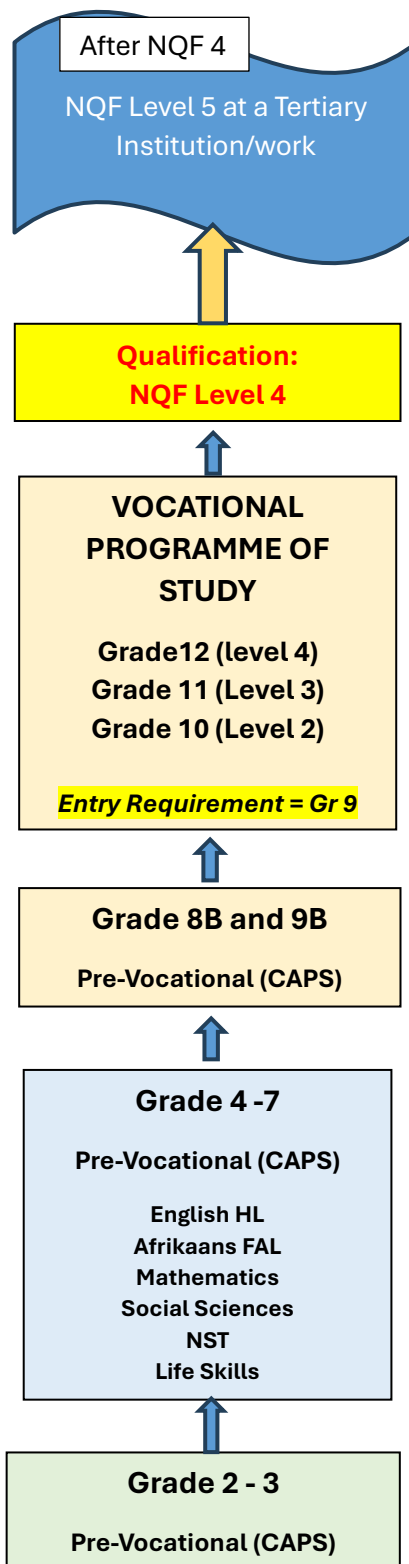 After NQF 4
NQF Level 5 at a Tertiary
Institution/work
Qualification:
NQF Level 4
VOCATIONAL
PROGRAMME OF
STUDY
Grade12 (level 4)
Grade 11 (Level 3)
Grade 10 (Level 2)
Entry Requirement = Gr 9
Grade 8B and 9B
Pre-Vocational (CAPS)
Grade 4 -7
Pre-Vocational (CAPS)
English HL
Afrikaans FAL
Mathematics
Social Sciences
NST
Life Skills
Grade 2 - 3
Pre-Vocational (CAPS)